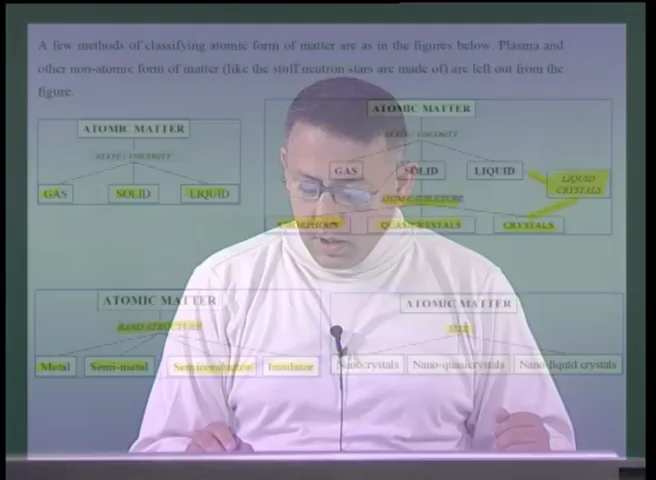 A few methods of classifying atomic form of matter are as in the figures below. Plasma and
other non-atomic form of matter (like the stuff neutron stars are made of) are left out from the
figure.
ATOMIC MATTER
STATE / VISCOSITY
GAS SOLID LIQUID
ATOMIC MATTER
STATE / VISCOSITY
GAS SOLID LIQUID
LIQUID
CRYSTALS
ATOMIC STRUCTURE
AMORPHOUS QUASICRYSTALS CRYSTALS
ATOMIC MATTER
BAND STRUCTURE
Metal Semi-metal Semiconductor Insulator
ATOMIC MATTER
SIZE
Nanocrystals Nano-quasicrystals Nano-liquid crystals